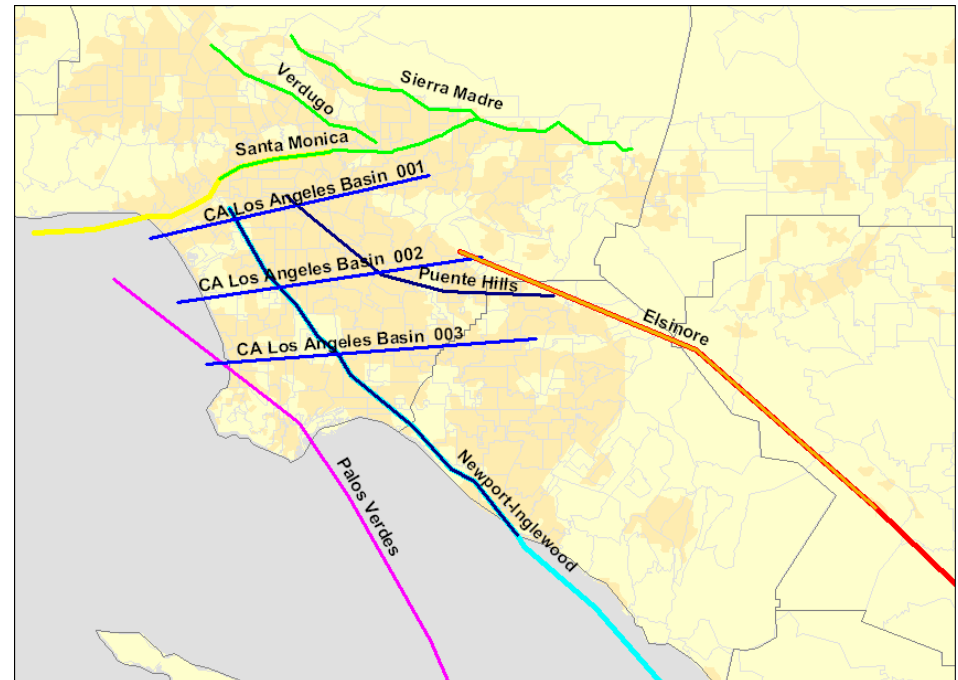 Sierra Madre
Verdugo
Santa Monica
CA Los Angeles Basin 001
CA Los Angeles Basin 002
Puente Hills
Elsinore
CA Los Angeles Basin 003
Newport-Inglewood
Palos Verdes